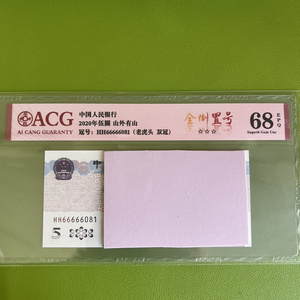 ACG
AI CANG GUARANTY
中国人民银行
2020年伍圆 山外有山
冠号：HH66666081（老虎头 双冠）
金倒置号
☆☆☆
68 EPQ
Superb Gem Unc
HH66666081
5